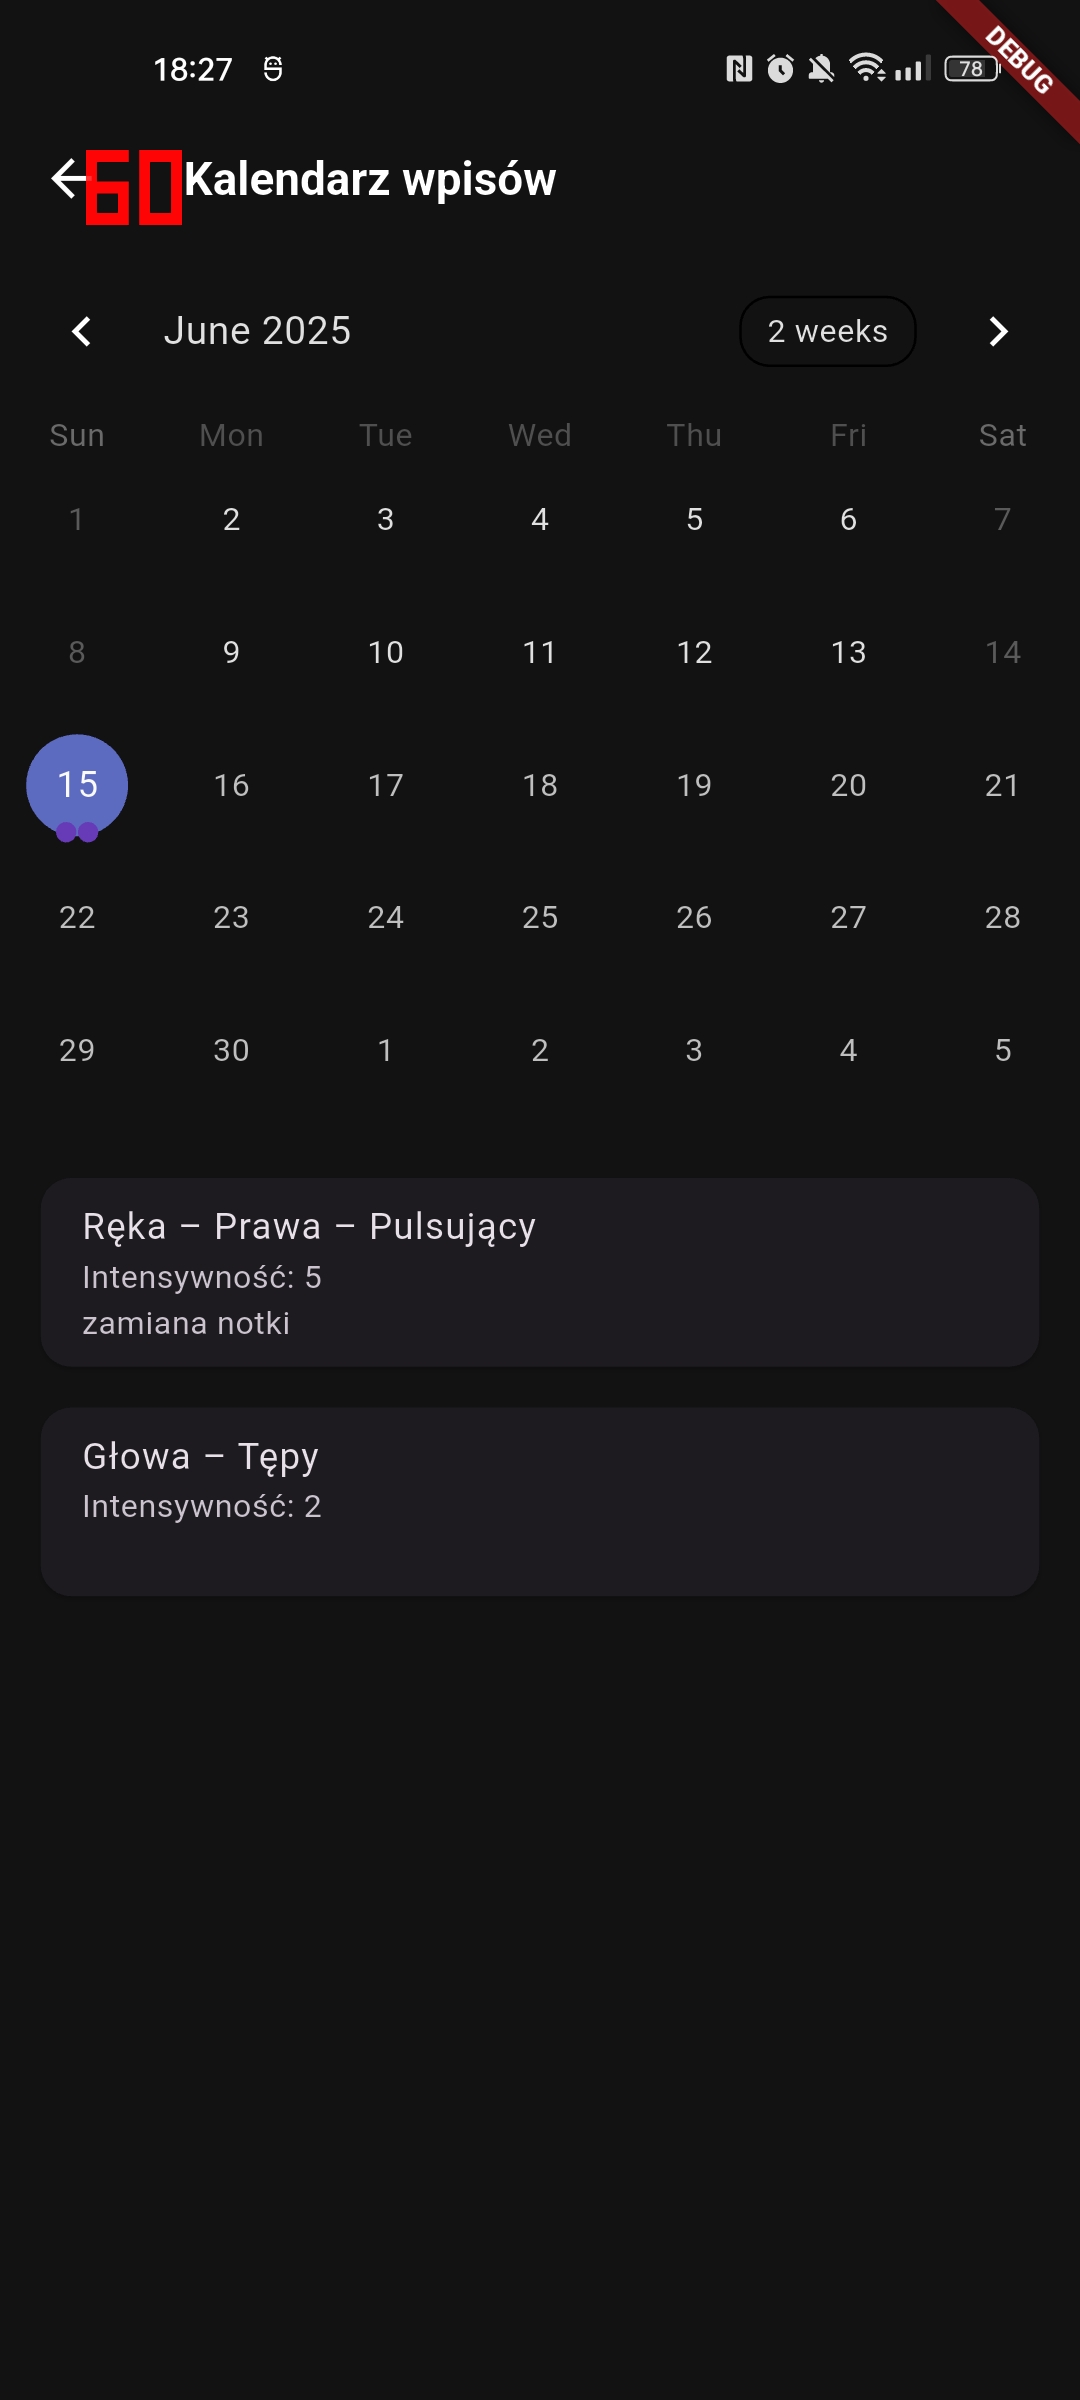 18:27 78
DEBUG
60 Kalendarz wpisów
June 2025 2 weeks
Sun Mon Tue Wed Thu Fri Sat
1 2 3 4 5 6 7
8 9 10 11 12 13 14
15 16 17 18 19 20 21
22 23 24 25 26 27 28
29 30 1 2 3 4 5
Ręka – Prawa – Pulsujący
Intensywność: 5
zamiana notki
Głowa – Tępy
Intensywność: 2